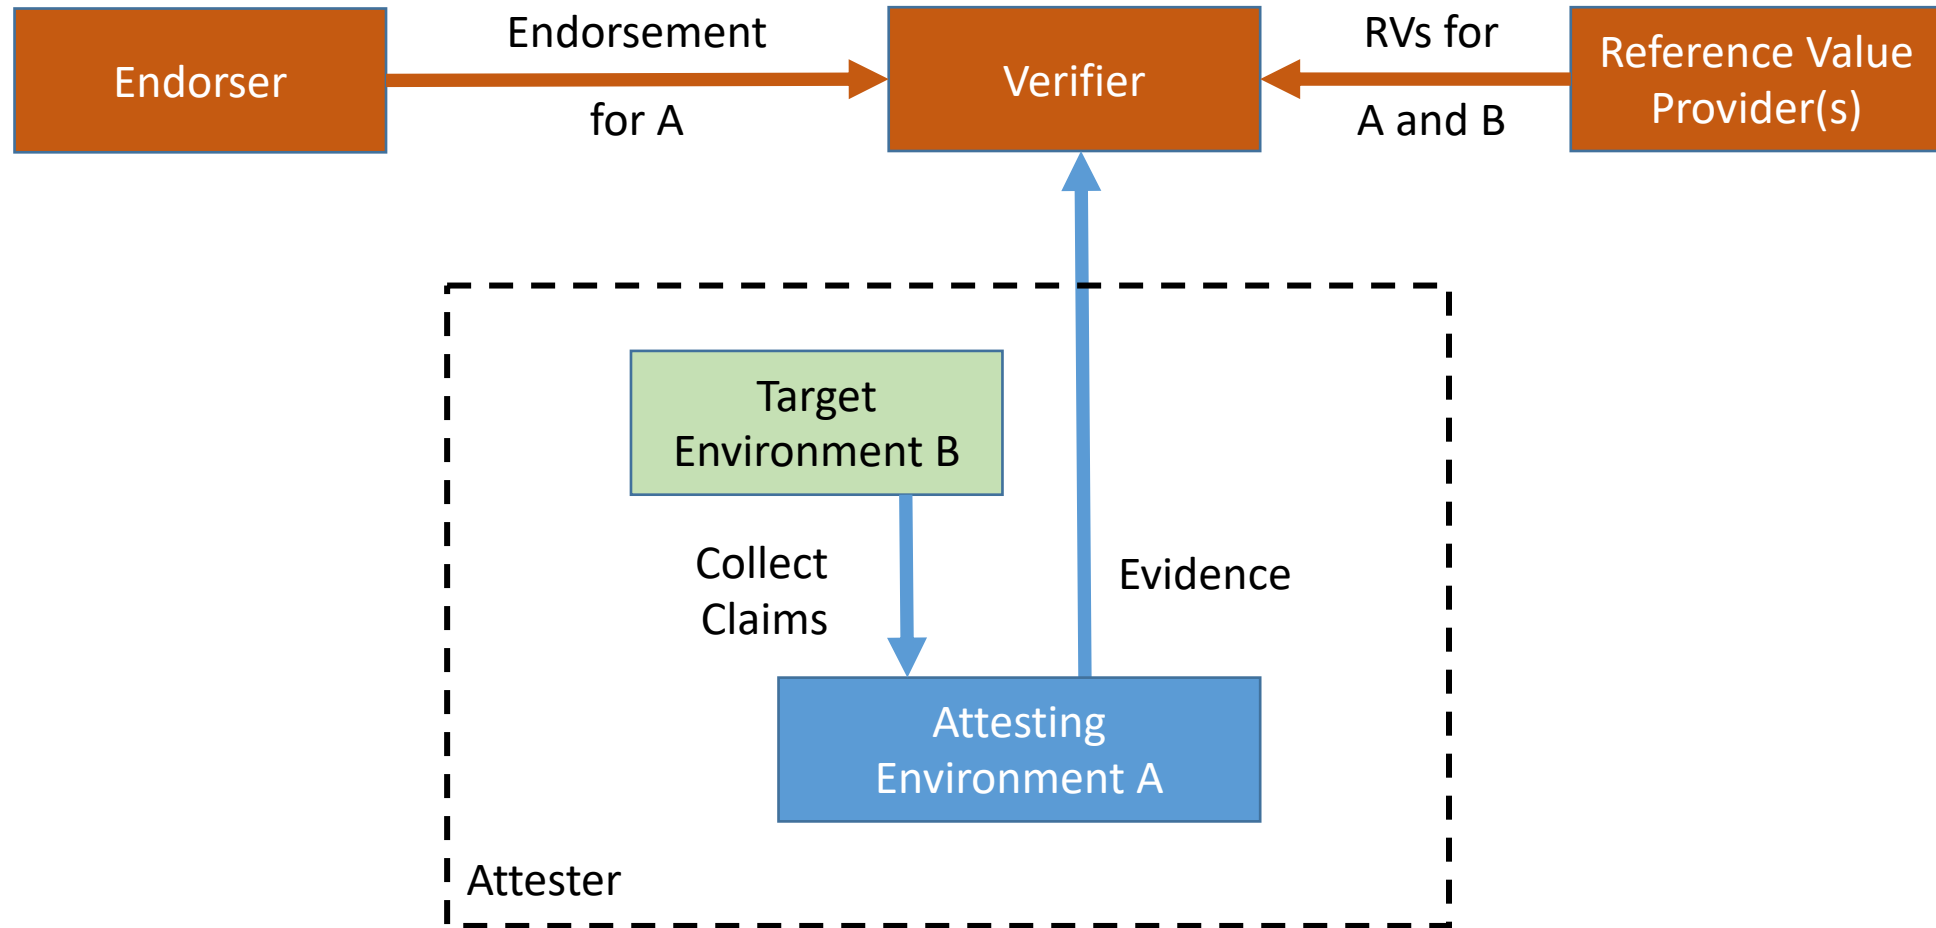 Endorser
Endorsement
for A
Verifier
RVs for
A and B
Reference Value
Provider(s)
Target
Environment B
Collect
Claims
Evidence
Attesting
Environment A
Attester